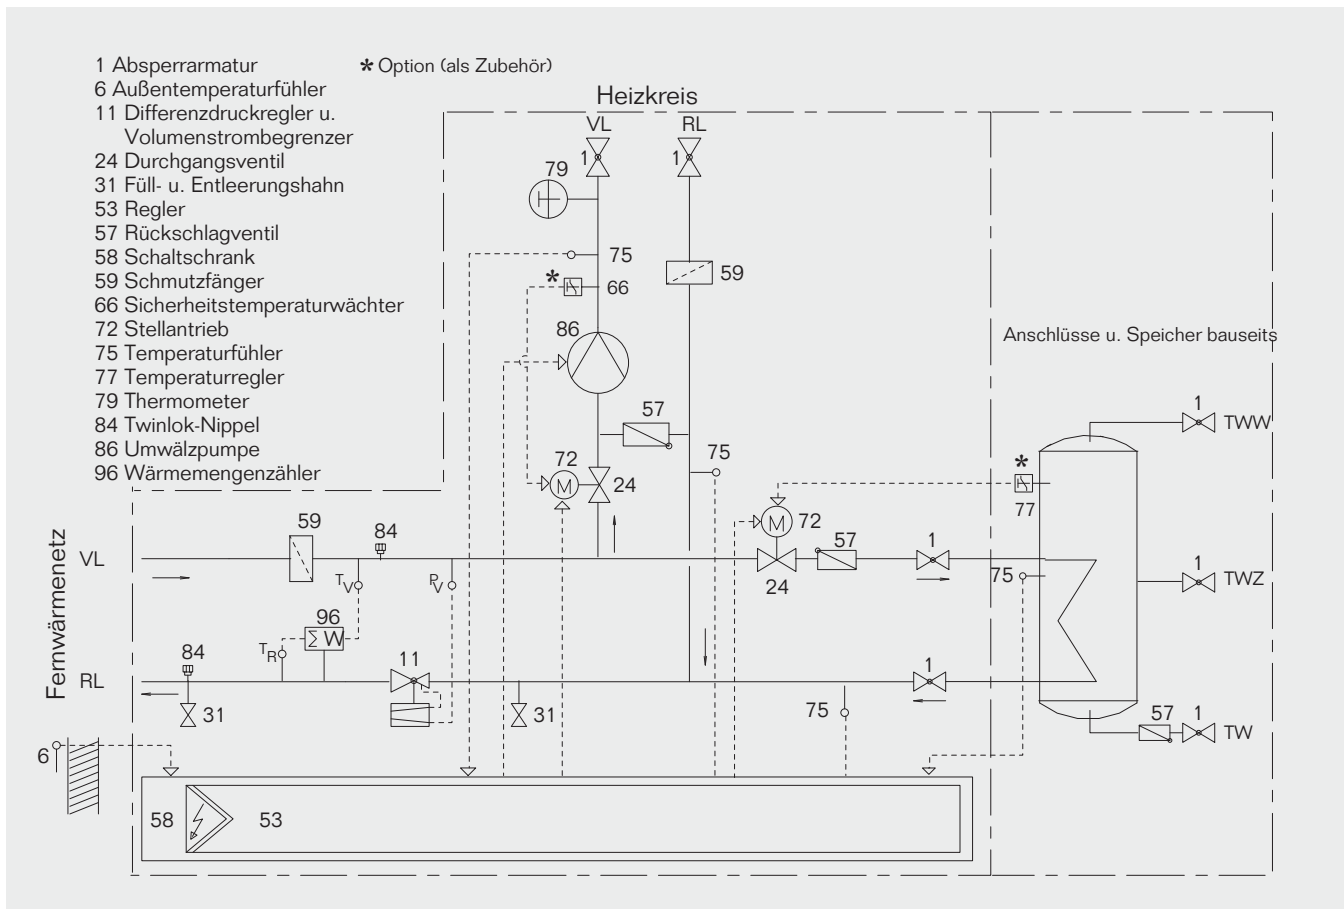 1 Absperrarmatur
* Option (als Zubehör)
6 Außentemperaturfühler
11 Differenzdruckregler u.
Volumenstrombegrenzer
24 Durchgangsventil
31 Füll- u. Entleerungshahn
53 Regler
57 Rückschlagventil
58 Schaltschrank
59 Schmutzfänger
66 Sicherheitstemperaturwächter
72 Stellantrieb
75 Temperaturfühler
77 Temperaturregler
79 Thermometer
84 Twinlok-Nippel
86 Umwälzpumpe
96 Wärmemengenzähler
Heizkreis
VL RL
1 1
79
75
59
*
66
86
Anschlüsse u. Speicher bauseits
57
1
TWW
75
72
M
24
*
77
59
84
M
72
57
1
VL
24
1
TWZ
75
TV
PV
96
ΣW
TR
Fernwärmenetz
84
11
1
RL
31
31
75
57
1
TW
6
58
53